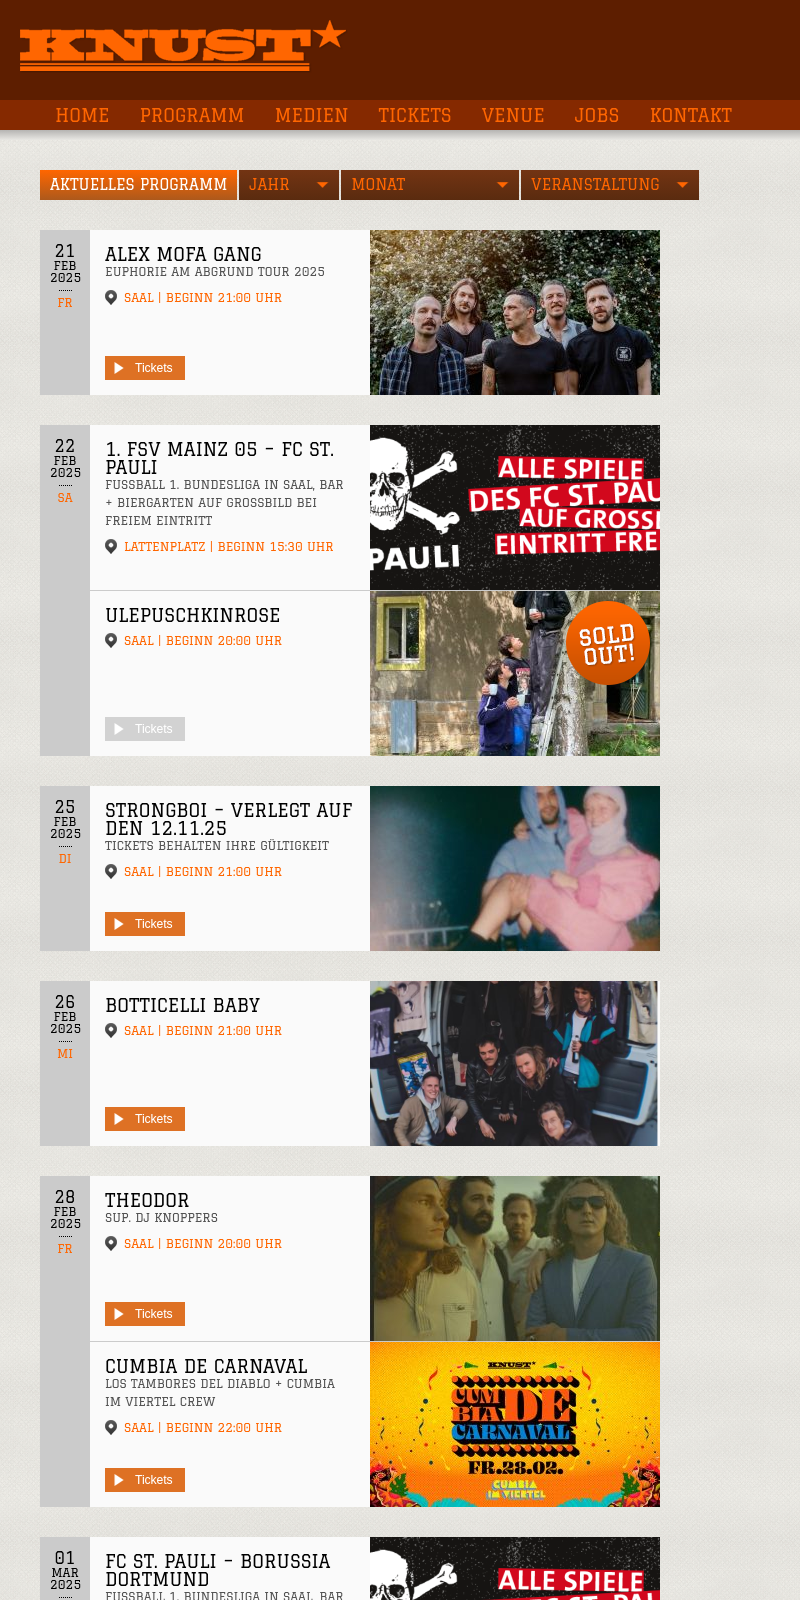 KNUST*
HOME PROGRAMM MEDIEN TICKETS VENUE JOBS KONTAKT
AKTUELLES PROGRAMM JAHR MONAT VERANSTALTUNG
21
FEB
2025
FR
ALEX MOFA GANG
EUPHORIE AM ABGRUND TOUR 2025
SAAL | BEGINN 21:00 UHR
Tickets
22
FEB
2025
SA
1. FSV MAINZ 05 – FC ST.
PAULI
FUSSBALL 1. BUNDESLIGA IN SAAL, BAR
+ BIERGARTEN AUF GROSSBILD BEI
FREIEM EINTRITT
LATTENPLATZ | BEGINN 15:30 UHR
PAULI
ALLE SPIELE
DES FC ST. PAU
AUF GROSSI
EINTRITT FRE
ULEPUSCHKINROSE
SAAL | BEGINN 20:00 UHR
Tickets
SOLD
OUT!
25
FEB
2025
DI
STRONGBOI – VERLEGT AUF
DEN 12.11.25
TICKETS BEHALTEN IHRE GÜLTIGKEIT
SAAL | BEGINN 21:00 UHR
Tickets
26
FEB
2025
MI
BOTTICELLI BABY
SAAL | BEGINN 21:00 UHR
Tickets
28
FEB
2025
FR
THEODOR
SUP. DJ KNOPPERS
SAAL | BEGINN 20:00 UHR
Tickets
CUMBIA DE CARNAVAL
LOS TAMBORES DEL DIABLO + CUMBIA
IM VIERTEL CREW
SAAL | BEGINN 22:00 UHR
Tickets
KNUST*
CUM
BIA DE
CARNAVAL
FR.28.02.
CUMBIA
IM VIERTEL
01
MAR
2025
FC ST. PAULI – BORUSSIA
DORTMUND
FUSSBALL 1. BUNDESLIGA IN SAAL, BAR
ALLE SPIELE